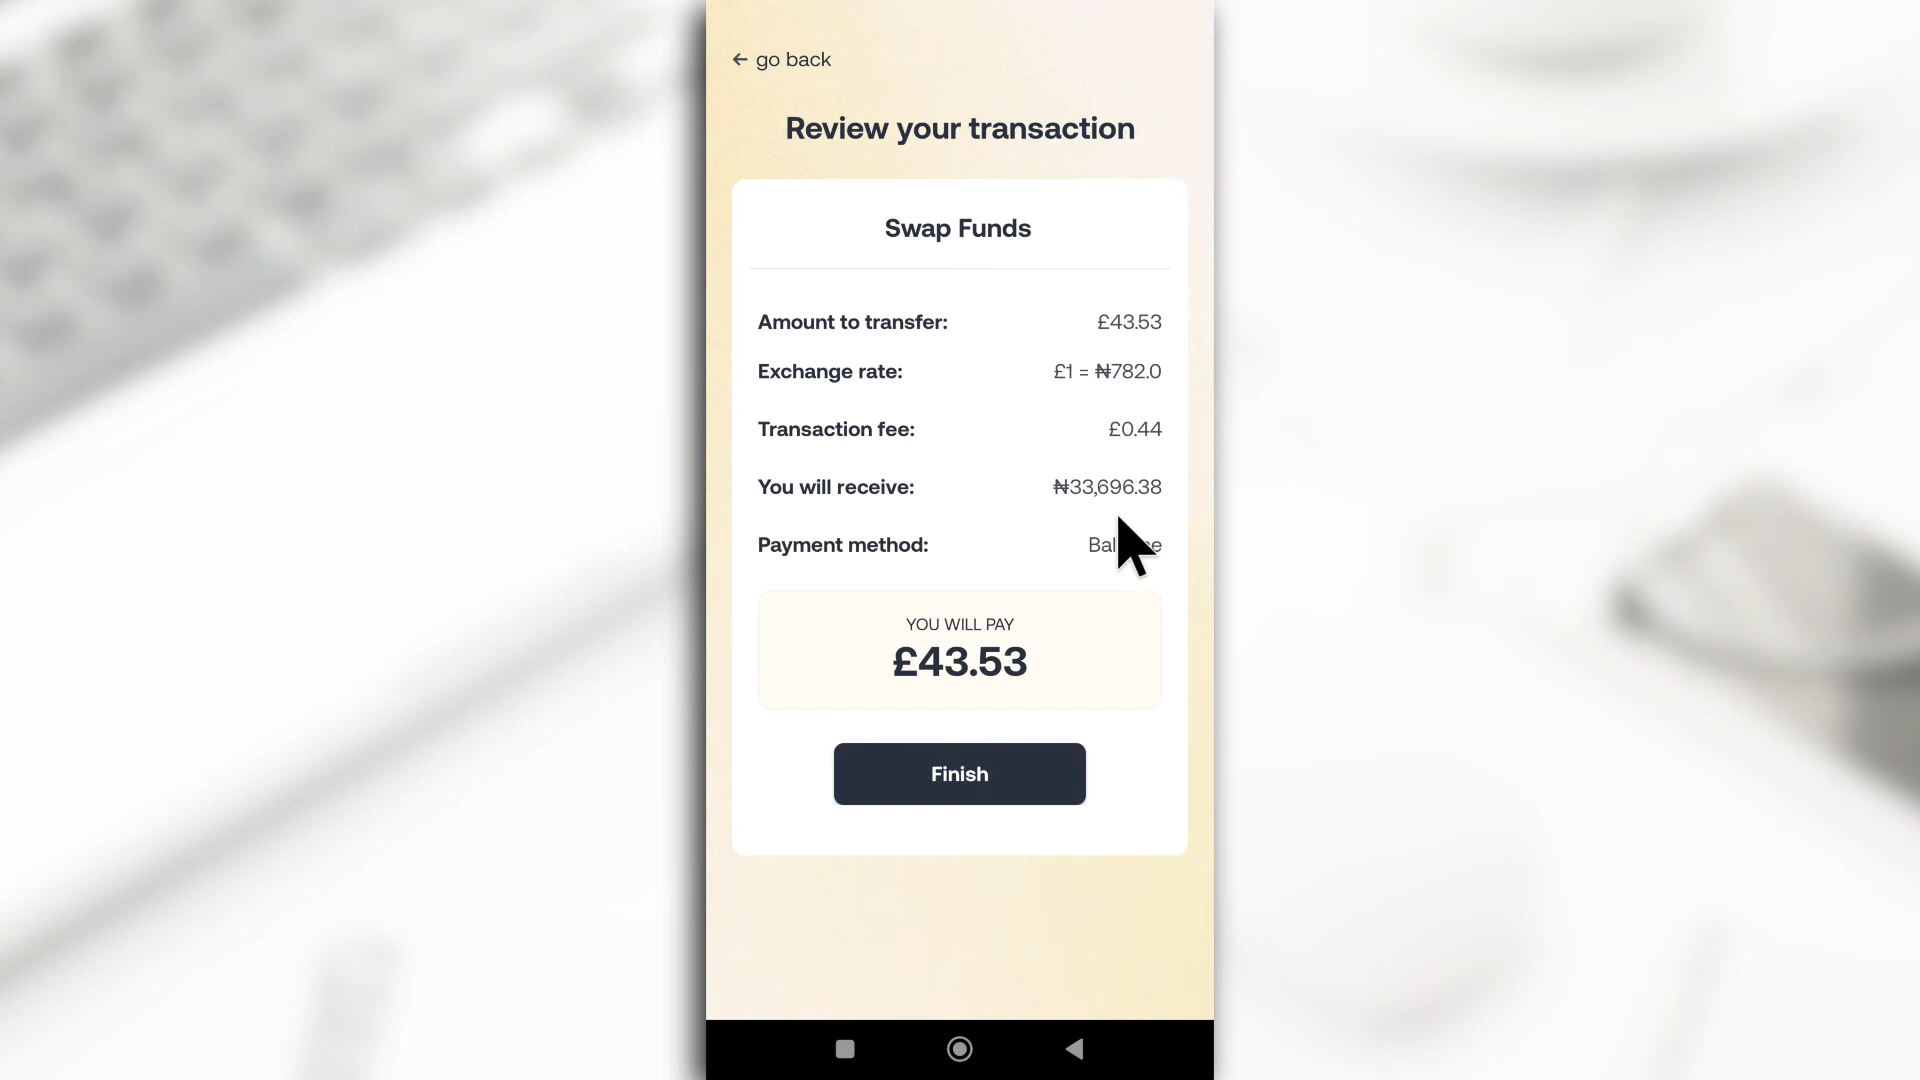 ← go back
Review your transaction
Swap Funds
Amount to transfer: £43.53
Exchange rate: £1 = ₦782.0
Transaction fee: £0.44
You will receive: ₦33,696.38
Payment method:
YOU WILL PAY
£43.53
Finish